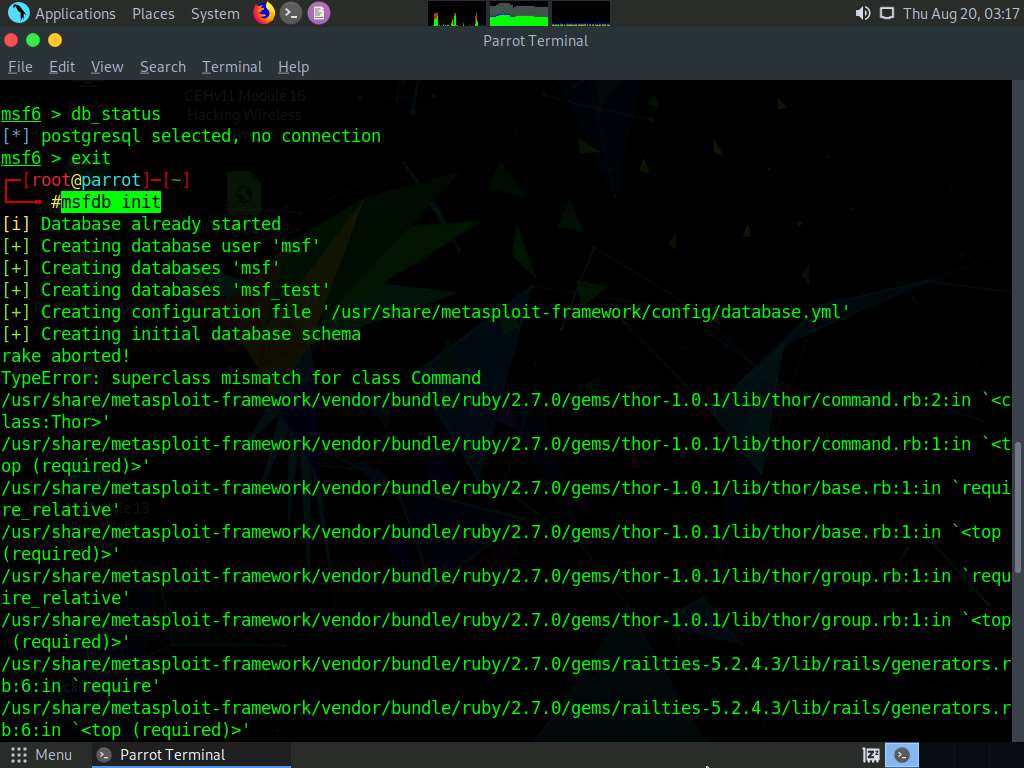 Applications Places System Thu Aug 20, 03:17
Parrot Terminal
File Edit View Search Terminal Help
CEHv11 Module 16
Hacking Wireless
msf6 > db_status
[*] postgresql selected, no connection
msf6 > exit
┌─[root@parrot]─[~]
└──╼ #msfdb init
[i] Database already started
[+] Creating database user 'msf'
[+] Creating databases 'msf'
[+] Creating databases 'msf_test'
[+] Creating configuration file '/usr/share/metasploit-framework/config/database.yml'
[+] Creating initial database schema
rake aborted!
TypeError: superclass mismatch for class Command
/usr/share/metasploit-framework/vendor/bundle/ruby/2.7.0/gems/thor-1.0.1/lib/thor/command.rb:2:in `<c
lass:Thor>'
/usr/share/metasploit-framework/vendor/bundle/ruby/2.7.0/gems/thor-1.0.1/lib/thor/command.rb:1:in `<t
op (required)>'
/usr/share/metasploit-framework/vendor/bundle/ruby/2.7.0/gems/thor-1.0.1/lib/thor/base.rb:1:in `requi
re_relative'
/usr/share/metasploit-framework/vendor/bundle/ruby/2.7.0/gems/thor-1.0.1/lib/thor/base.rb:1:in `<top 
(required)>'
/usr/share/metasploit-framework/vendor/bundle/ruby/2.7.0/gems/thor-1.0.1/lib/thor/group.rb:1:in `requ
ire_relative'
/usr/share/metasploit-framework/vendor/bundle/ruby/2.7.0/gems/thor-1.0.1/lib/thor/group.rb:1:in `<top
 (required)>'
/usr/share/metasploit-framework/vendor/bundle/ruby/2.7.0/gems/railties-5.2.4.3/lib/rails/generators.r
b:6:in `require'
/usr/share/metasploit-framework/vendor/bundle/ruby/2.7.0/gems/railties-5.2.4.3/lib/rails/generators.r
b:6:in `<top (required)>'
Menu Parrot Terminal